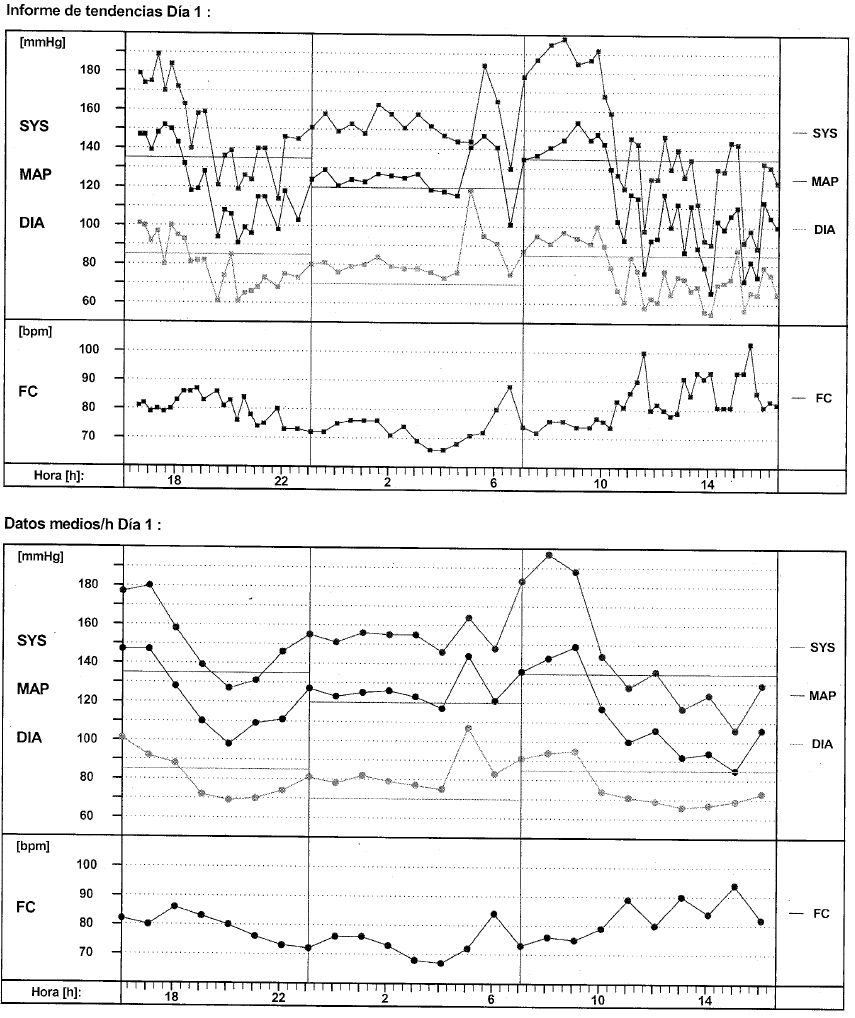 Informe de tendencias Día 1 :
[mmHg]
180
160
SYS
140
SYS
MAP
120
MAP
DIA
100
DIA
80
60
[bpm]
100
90
FC
80
FC
70
Hora [h]:
18 22 2 6 10 14
Datos medios/h Día 1 :
[mmHg]
180
160
SYS
140
SYS
MAP
120
MAP
DIA
100
DIA
80
60
[bpm]
100
90
FC
80
FC
70
Hora [h]:
18 22 2 6 10 14